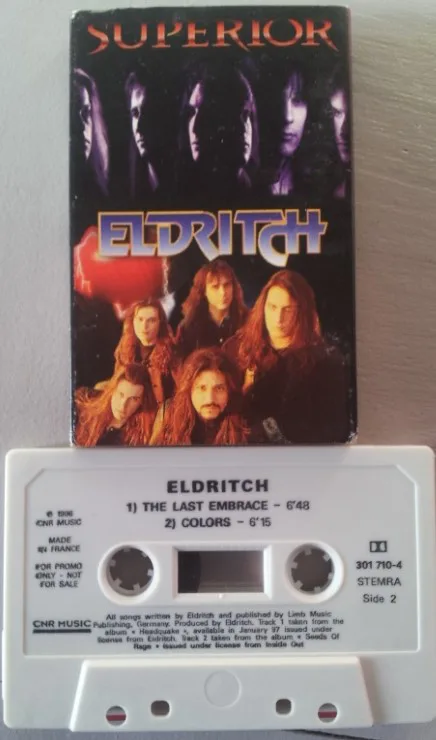 SUPERIOR
ELDRITCH
ELDRITCH
1) THE LAST EMBRACE - 6'48
2) COLORS - 6'15
℗ 1996
CNR MUSIC
MADE
IN FRANCE
FOR PROMO
ONLY - NOT
FOR SALE
301 710-4
STEMRA
Side 2
CNR MUSIC
All songs written by Eldritch and published by Limb Music
Publishing, Germany. Produced by Eldritch. Track 1 taken from the
album « Headquake », available in January 97 issued under
license from Eldritch. Track 2 taken from the album « Seeds Of
Rage » issued under license from Inside Out